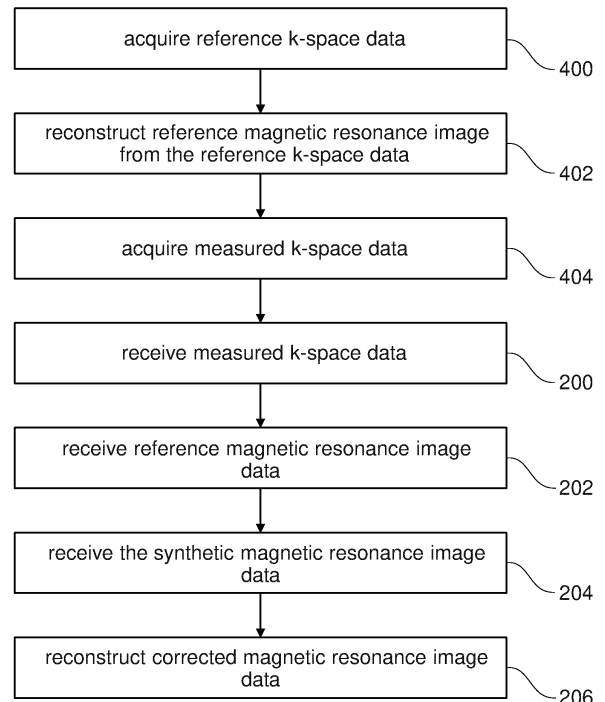 acquire reference k-space data
400
reconstruct reference magnetic resonance image
from the reference k-space data
402
acquire measured k-space data
404
receive measured k-space data
200
receive reference magnetic resonance image
data
202
receive the synthetic magnetic resonance image
data
204
reconstruct corrected magnetic resonance image
data
206